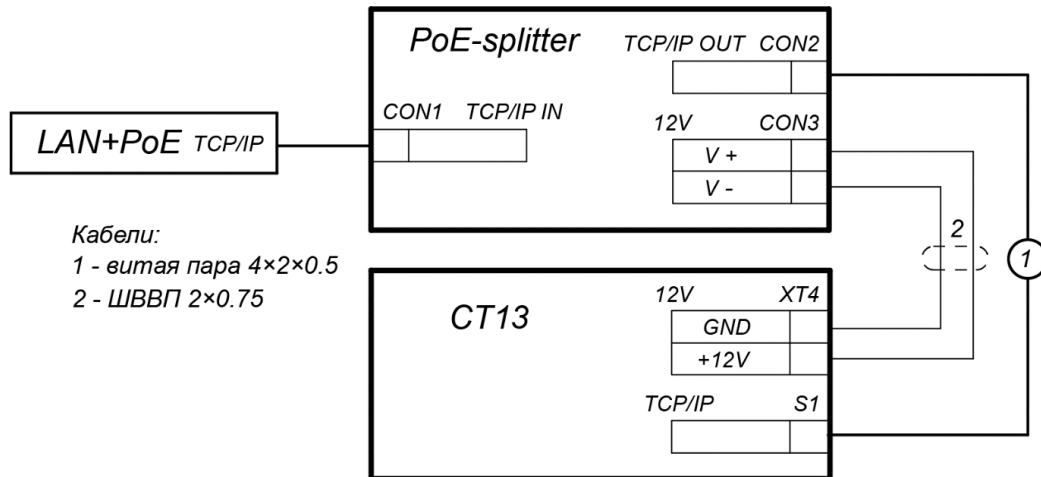 PoE-splitter
TCP/IP OUT CON2
CON1 TCP/IP IN
LAN+PoE TCP/IP
12V CON3
V +
V -
Кабели:
1 - витая пара 4×2×0.5
2 - ШВВП 2×0.75
2
1
CT13
12V XT4
GND
+12V
TCP/IP S1